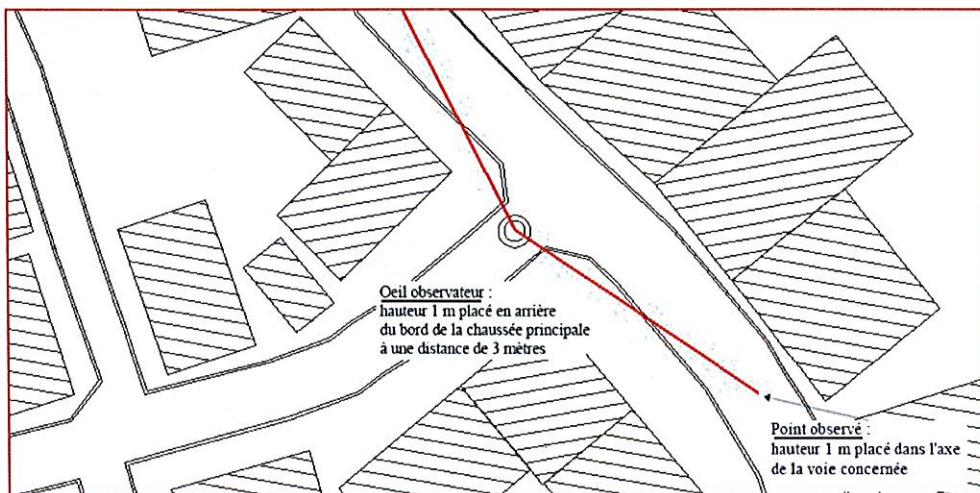 Oeil observateur :
hauteur 1 m placé en arrière
du bord de la chaussée principale
à une distance de 3 mètres
Point observé :
hauteur 1 m placé dans l'axe
de la voie concernée